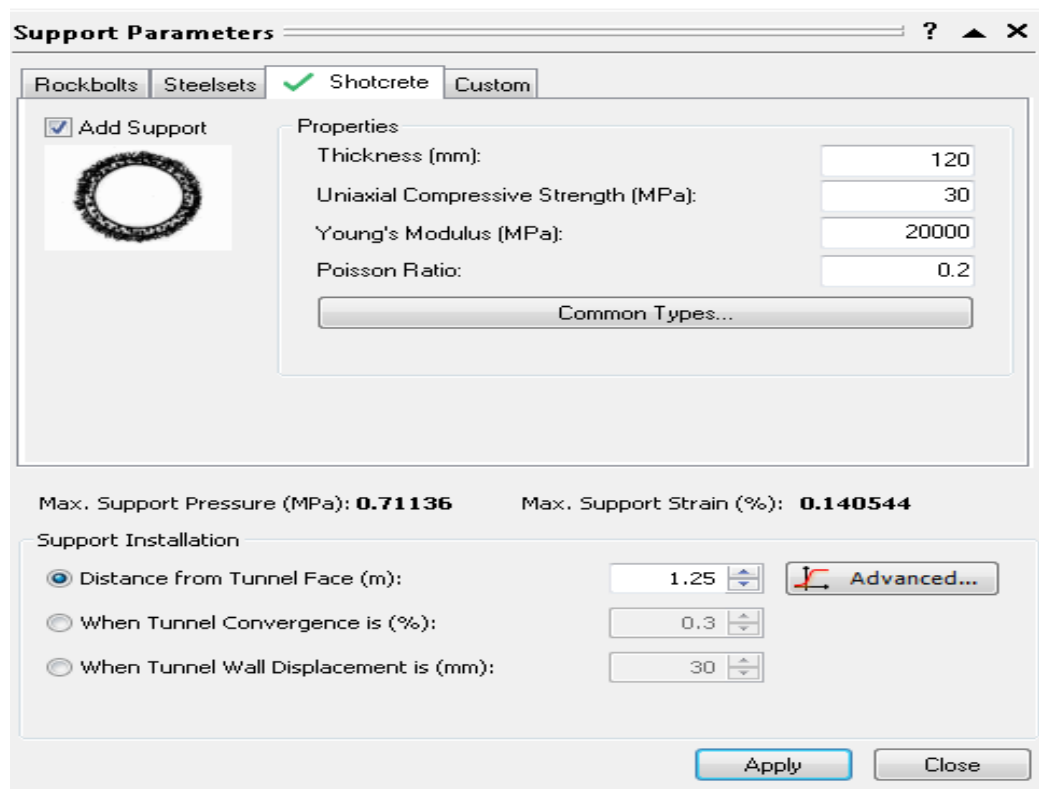 Support Parameters ? ▲ ✕
Rockbolts Steelsets Shotcrete Custom
Add Support Properties
Thickness (mm): 120
Uniaxial Compressive Strength (MPa): 30
Young's Modulus (MPa): 20000
Poisson Ratio: 0.2
Common Types...
Max. Support Pressure (MPa): 0.71136 Max. Support Strain (%): 0.140544
Support Installation
Distance from Tunnel Face (m): 1.25 Advanced...
When Tunnel Convergence is (%): 0.3
When Tunnel Wall Displacement is (mm): 30
Apply Close